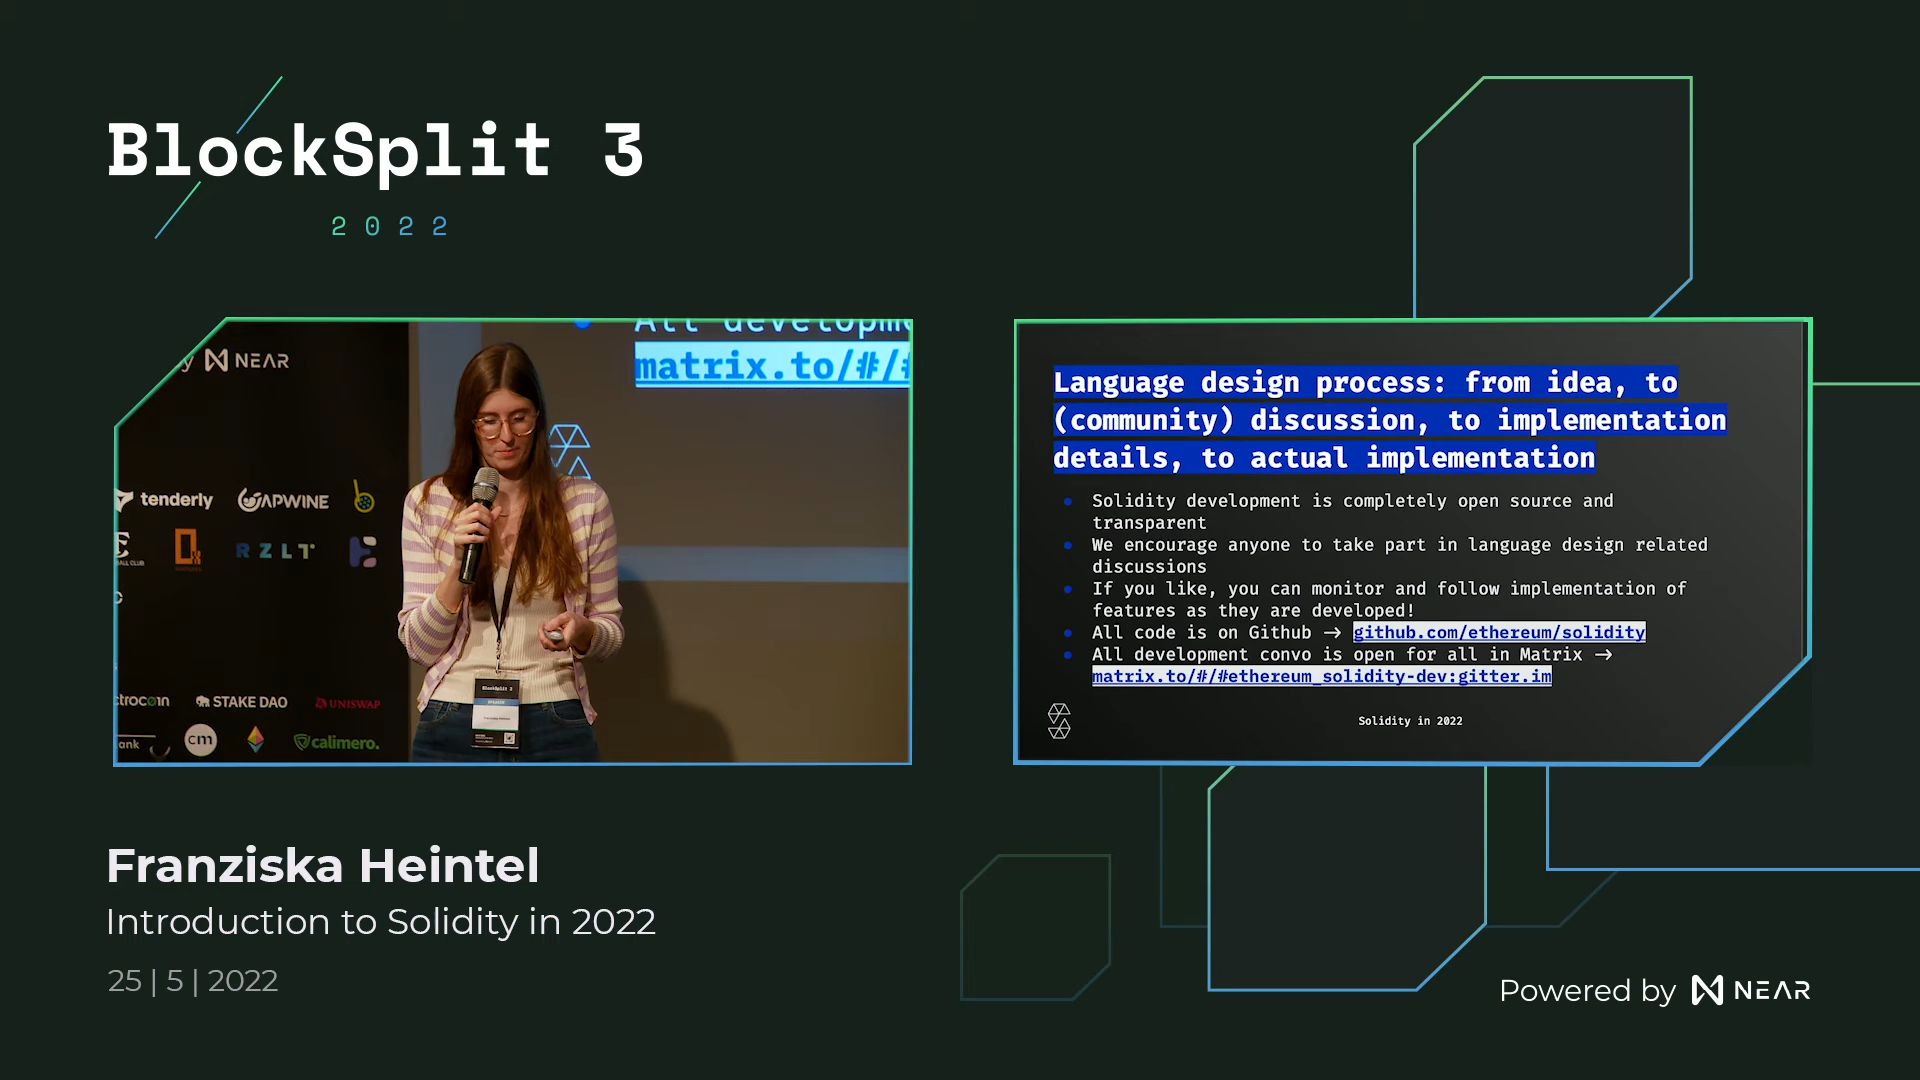 BlockSplit 3
2022
All developm
matrix.to/#/#
NEAR
tenderly
APWINE
RZLT
STAKE DAO
UNISWAP
cm
calimero.
BlockSplit 3
Language design process: from idea, to
(community) discussion, to implementation
details, to actual implementation
Solidity development is completely open source and
transparent
We encourage anyone to take part in language design related
discussions
If you like, you can monitor and follow implementation of
features as they are developed!
All code is on Github → github.com/ethereum/solidity
All development convo is open for all in Matrix →
matrix.to/#/#ethereum_solidity-dev:gitter.im
Solidity in 2022
Franziska Heintel
Introduction to Solidity in 2022
25 | 5 | 2022
Powered by NEAR